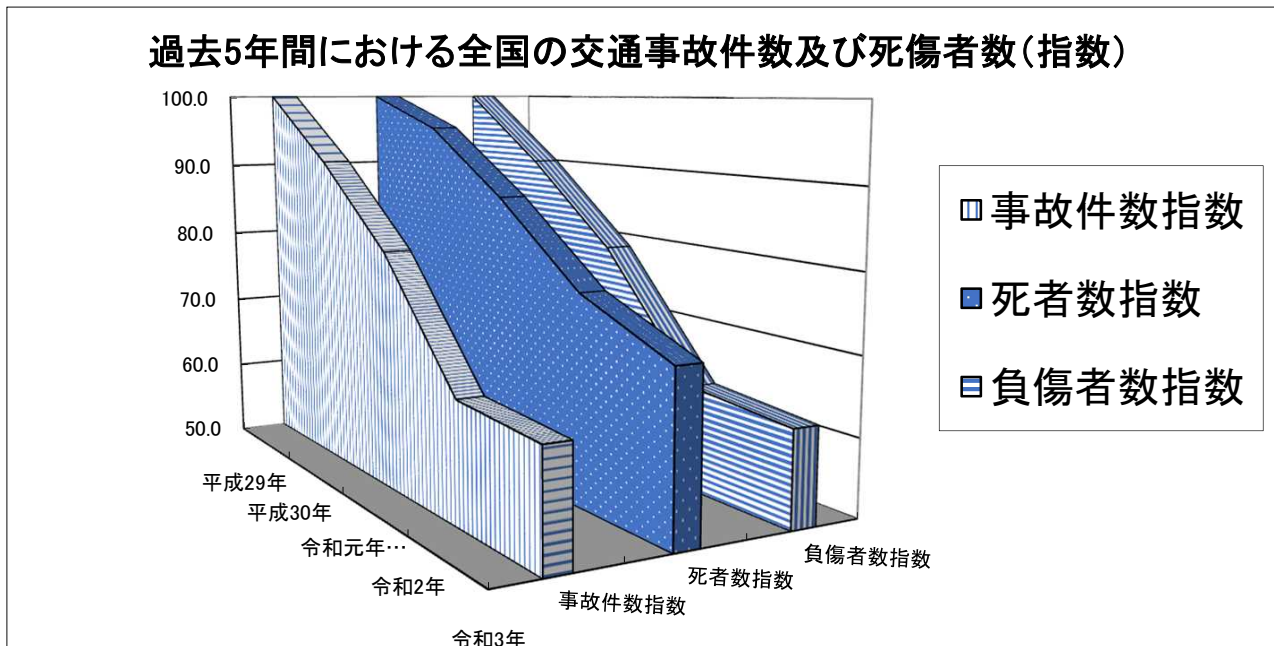 過去5年間における全国の交通事故件数及び死傷者数(指数)
100.0
90.0
80.0
70.0
60.0
50.0
平成29年
平成30年
令和元年…
令和2年
令和3年
事故件数指数
死者数指数
負傷者数指数
事故件数指数
死者数指数
負傷者数指数